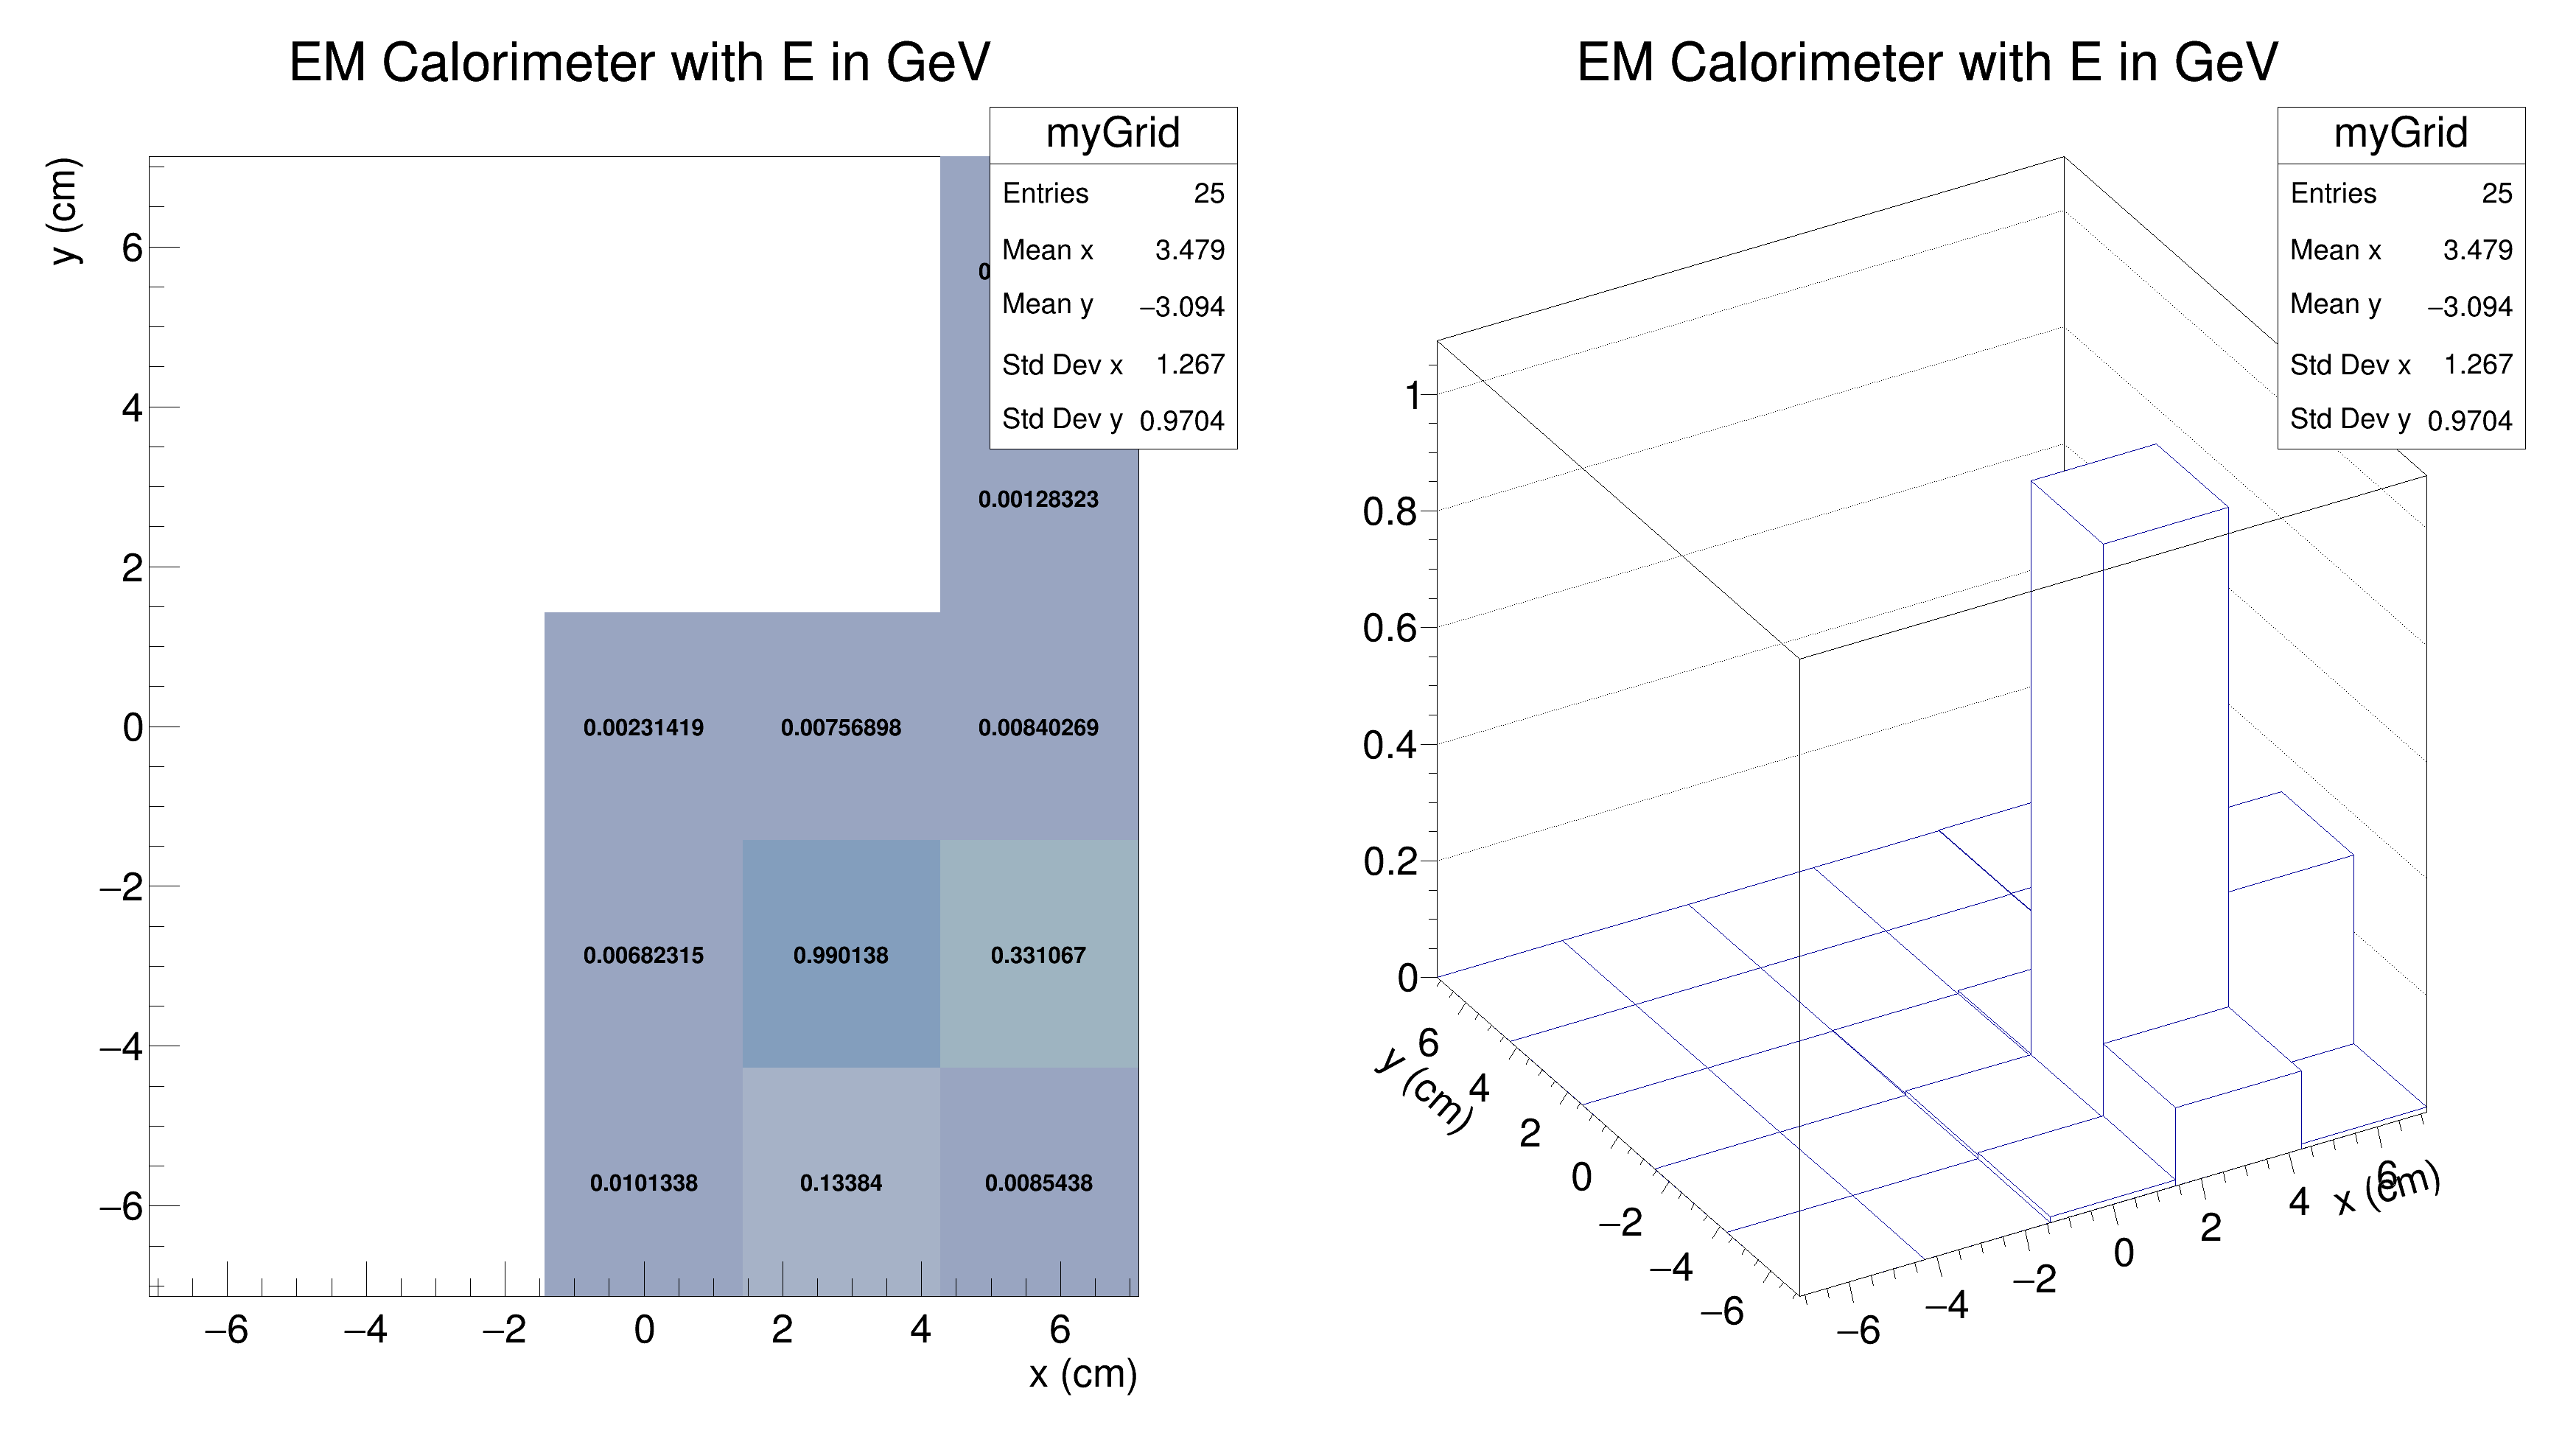 EM Calorimeter with E in GeV
myGrid
Entries 25
Mean x 3.479
Mean y −3.094
Std Dev x 1.267
Std Dev y 0.9704
y (cm)
6
4
2
0
−2
−4
−6
0.00128323
0.00231419 0.00756898 0.00840269
0.00682315 0.990138 0.331067
0.0101338 0.13384 0.0085438
−6 −4 −2 0 2 4 6
x (cm)
EM Calorimeter with E in GeV
myGrid
Entries 25
Mean x 3.479
Mean y −3.094
Std Dev x 1.267
Std Dev y 0.9704
1
0.8
0.6
0.4
0.2
0
y (cm)
6
4
2
0
−2
−4
−6
−6 −4 −2 0 2 4 6
x (cm)